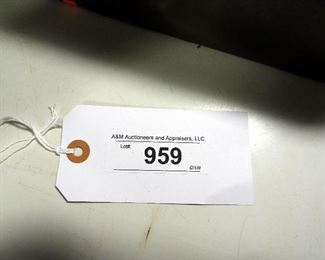 A&M Auctioneers and Appraisers, LLC
Lot#:
959